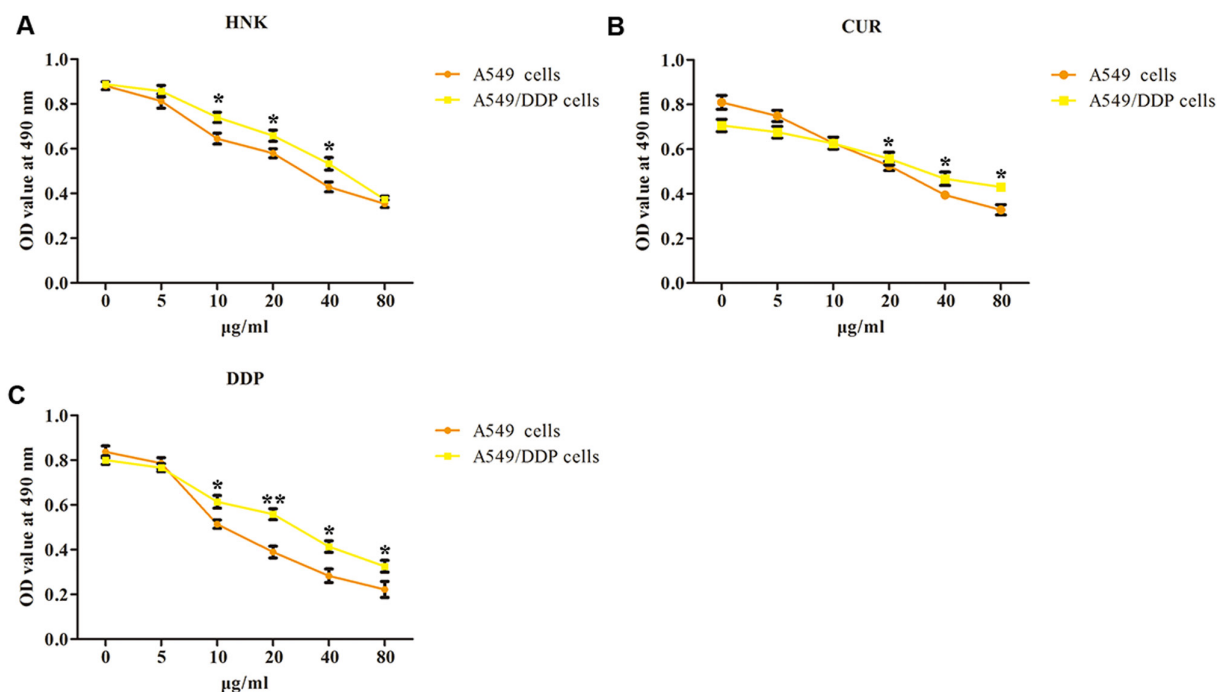 A
HNK
OD value at 490 nm
1.0
0.8
0.6
0.4
0.2
0.0
*
*
*
0 5 10 20 40 80
µg/ml
A549 cells
A549/DDP cells
B
CUR
OD value at 490 nm
1.0
0.8
0.6
0.4
0.2
0.0
*
*
*
0 5 10 20 40 80
µg/ml
A549 cells
A549/DDP cells
C
DDP
OD value at 490 nm
1.0
0.8
0.6
0.4
0.2
0.0
*
**
*
*
0 5 10 20 40 80
µg/ml
A549 cells
A549/DDP cells